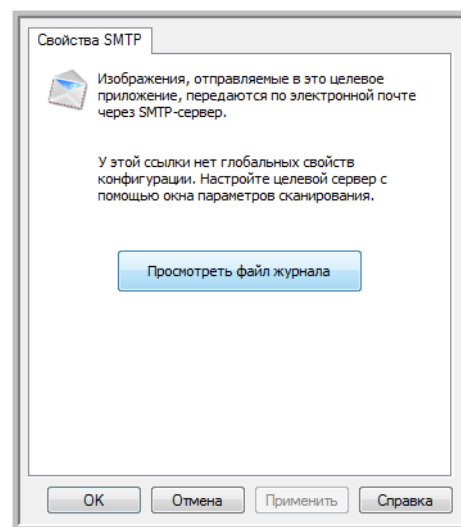 Свойства SMTP
Изображения, отправляемые в это целевое
приложение, передаются по электронной почте
через SMTP-сервер.
У этой ссылки нет глобальных свойств
конфигурации. Настройте целевой сервер с
помощью окна параметров сканирования.
Просмотреть файл журнала
OK Отмена Применить Справка